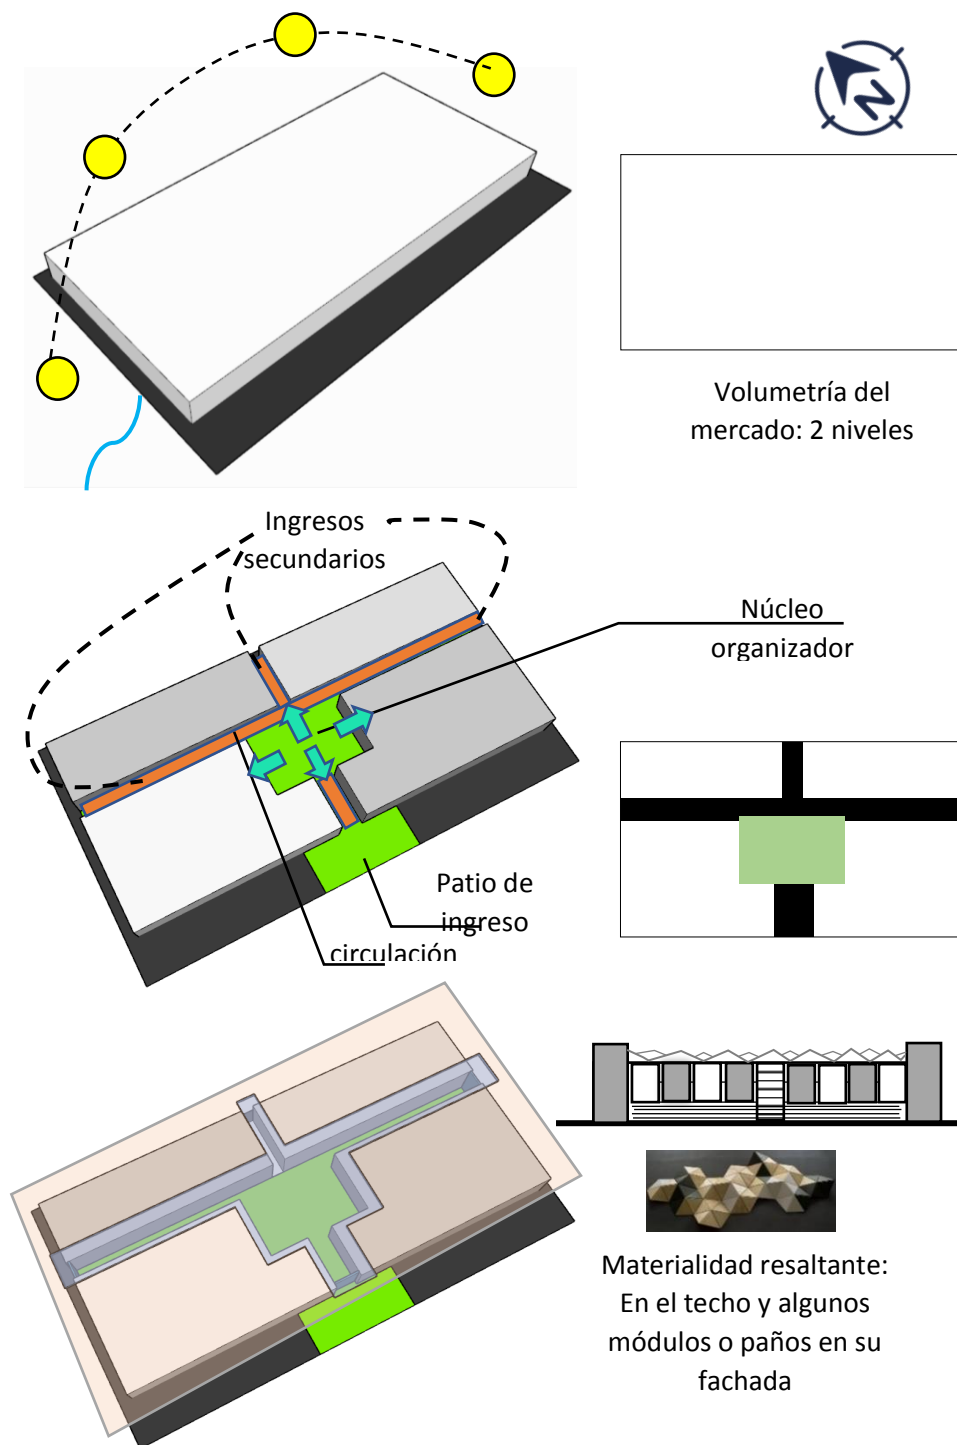 N
Volumetría del
mercado: 2 niveles
Ingresos
secundarios
Núcleo
organizador
Patio de
ingreso
circulación
Materialidad resaltante:
En el techo y algunos
módulos o paños en su
fachada